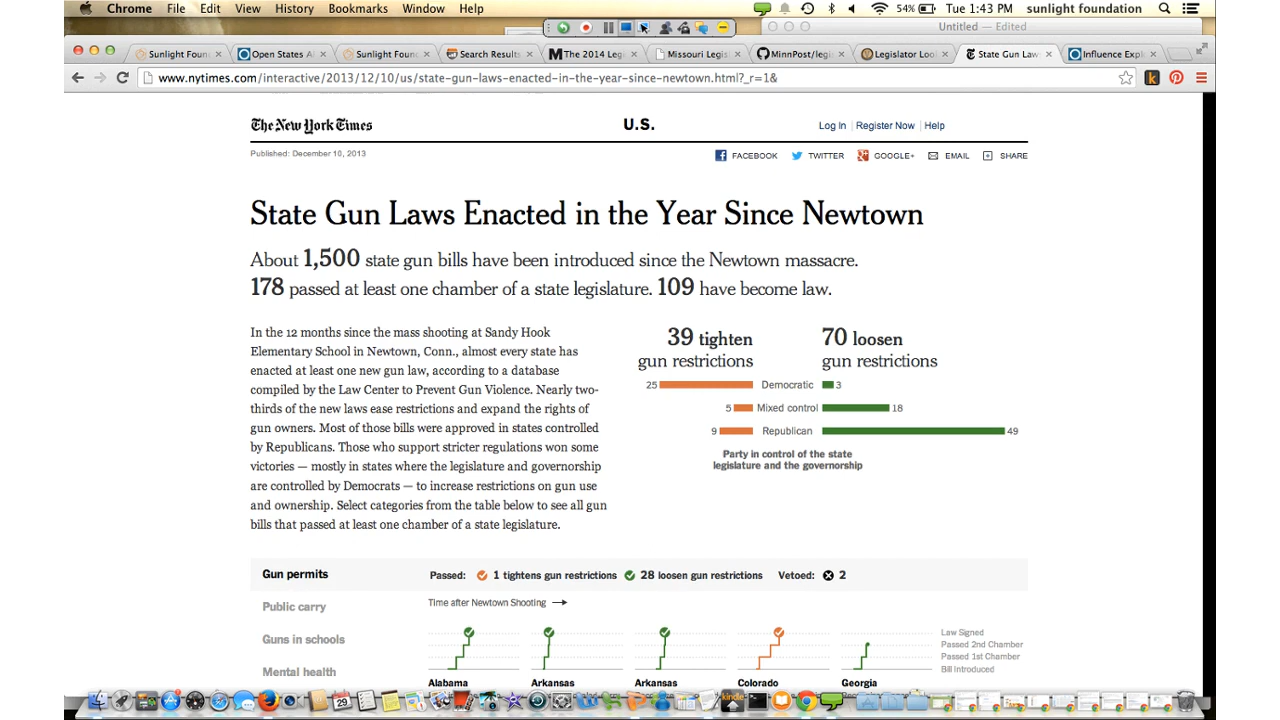 Chrome File Edit View History Bookmarks Window Help 54% Tue 1:43 PM sunlight foundation
Untitled — Edited
Sunlight Foun Open States A Sunlight Foun Search Results The 2014 Leg Missouri Legis MinnPost/legi Legislator Loo State Gun Law Influence Expl
www.nytimes.com/interactive/2013/12/10/us/state-gun-laws-enacted-in-the-year-since-newtown.html?_r=1&
The New York Times U.S. Log In Register Now Help
Published: December 10, 2013 FACEBOOK TWITTER GOOGLE+ EMAIL SHARE
State Gun Laws Enacted in the Year Since Newtown
About 1,500 state gun bills have been introduced since the Newtown massacre.
178 passed at least one chamber of a state legislature. 109 have become law.
In the 12 months since the mass shooting at Sandy Hook
Elementary School in Newtown, Conn., almost every state has
enacted at least one new gun law, according to a database
compiled by the Law Center to Prevent Gun Violence. Nearly two-
thirds of the new laws ease restrictions and expand the rights of
gun owners. Most of those bills were approved in states controlled
by Republicans. Those who support stricter regulations won some
victories — mostly in states where the legislature and governorship
are controlled by Democrats — to increase restrictions on gun use
and ownership. Select categories from the table below to see all gun
bills that passed at least one chamber of a state legislature.
39 tighten 70 loosen
gun restrictions gun restrictions
25 Democratic 3
5 Mixed control 18
9 Republican 49
Party in control of the state
legislature and the governorship
Gun permits Passed: 1 tightens gun restrictions 28 loosen gun restrictions Vetoed: 2
Public carry Time after Newtown Shooting
Guns in schools
Mental health
Law Signed
Passed 2nd Chamber
Passed 1st Chamber
Bill Introduced
Alabama Arkansas Arkansas Colorado Georgia
29
kindle